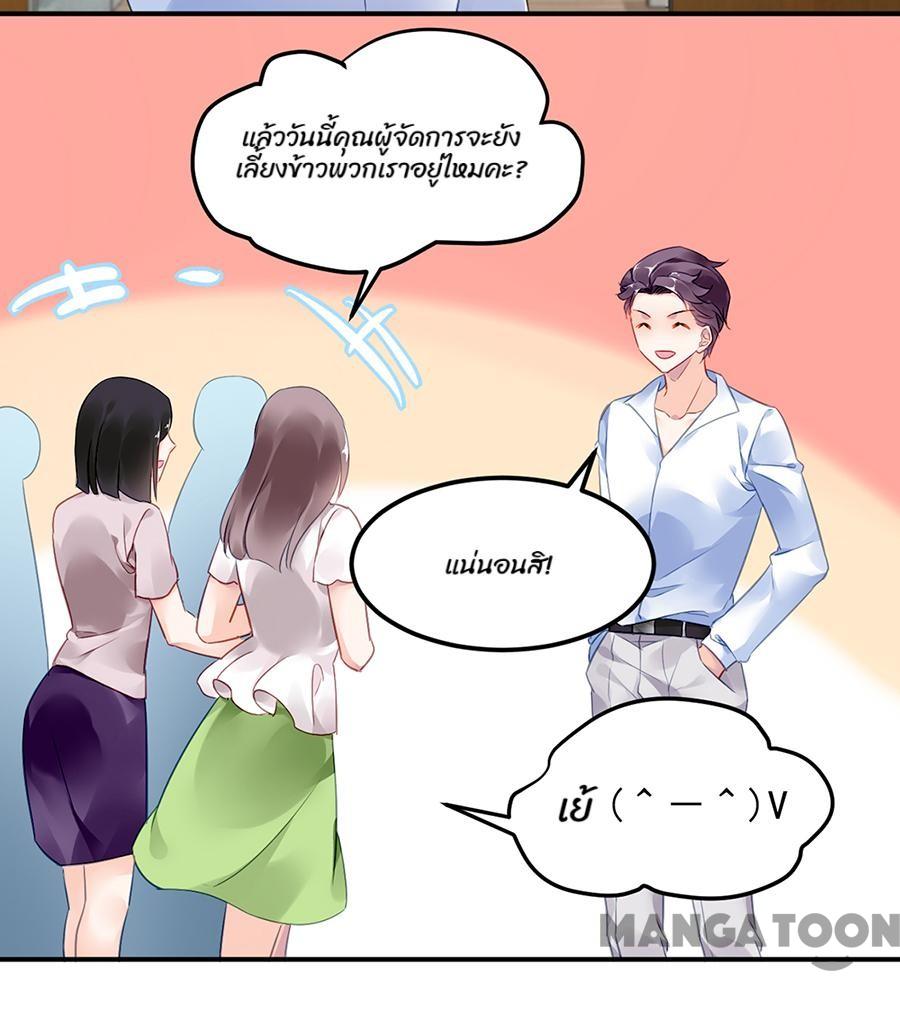 แล้ววันนี้คุณผู้จัดการจะยัง
เลี้ยงข้าวพวกเราอยู่ไหมคะ?
แน่นอนสิ!
เย้ (^ー^)V
MANGATOON